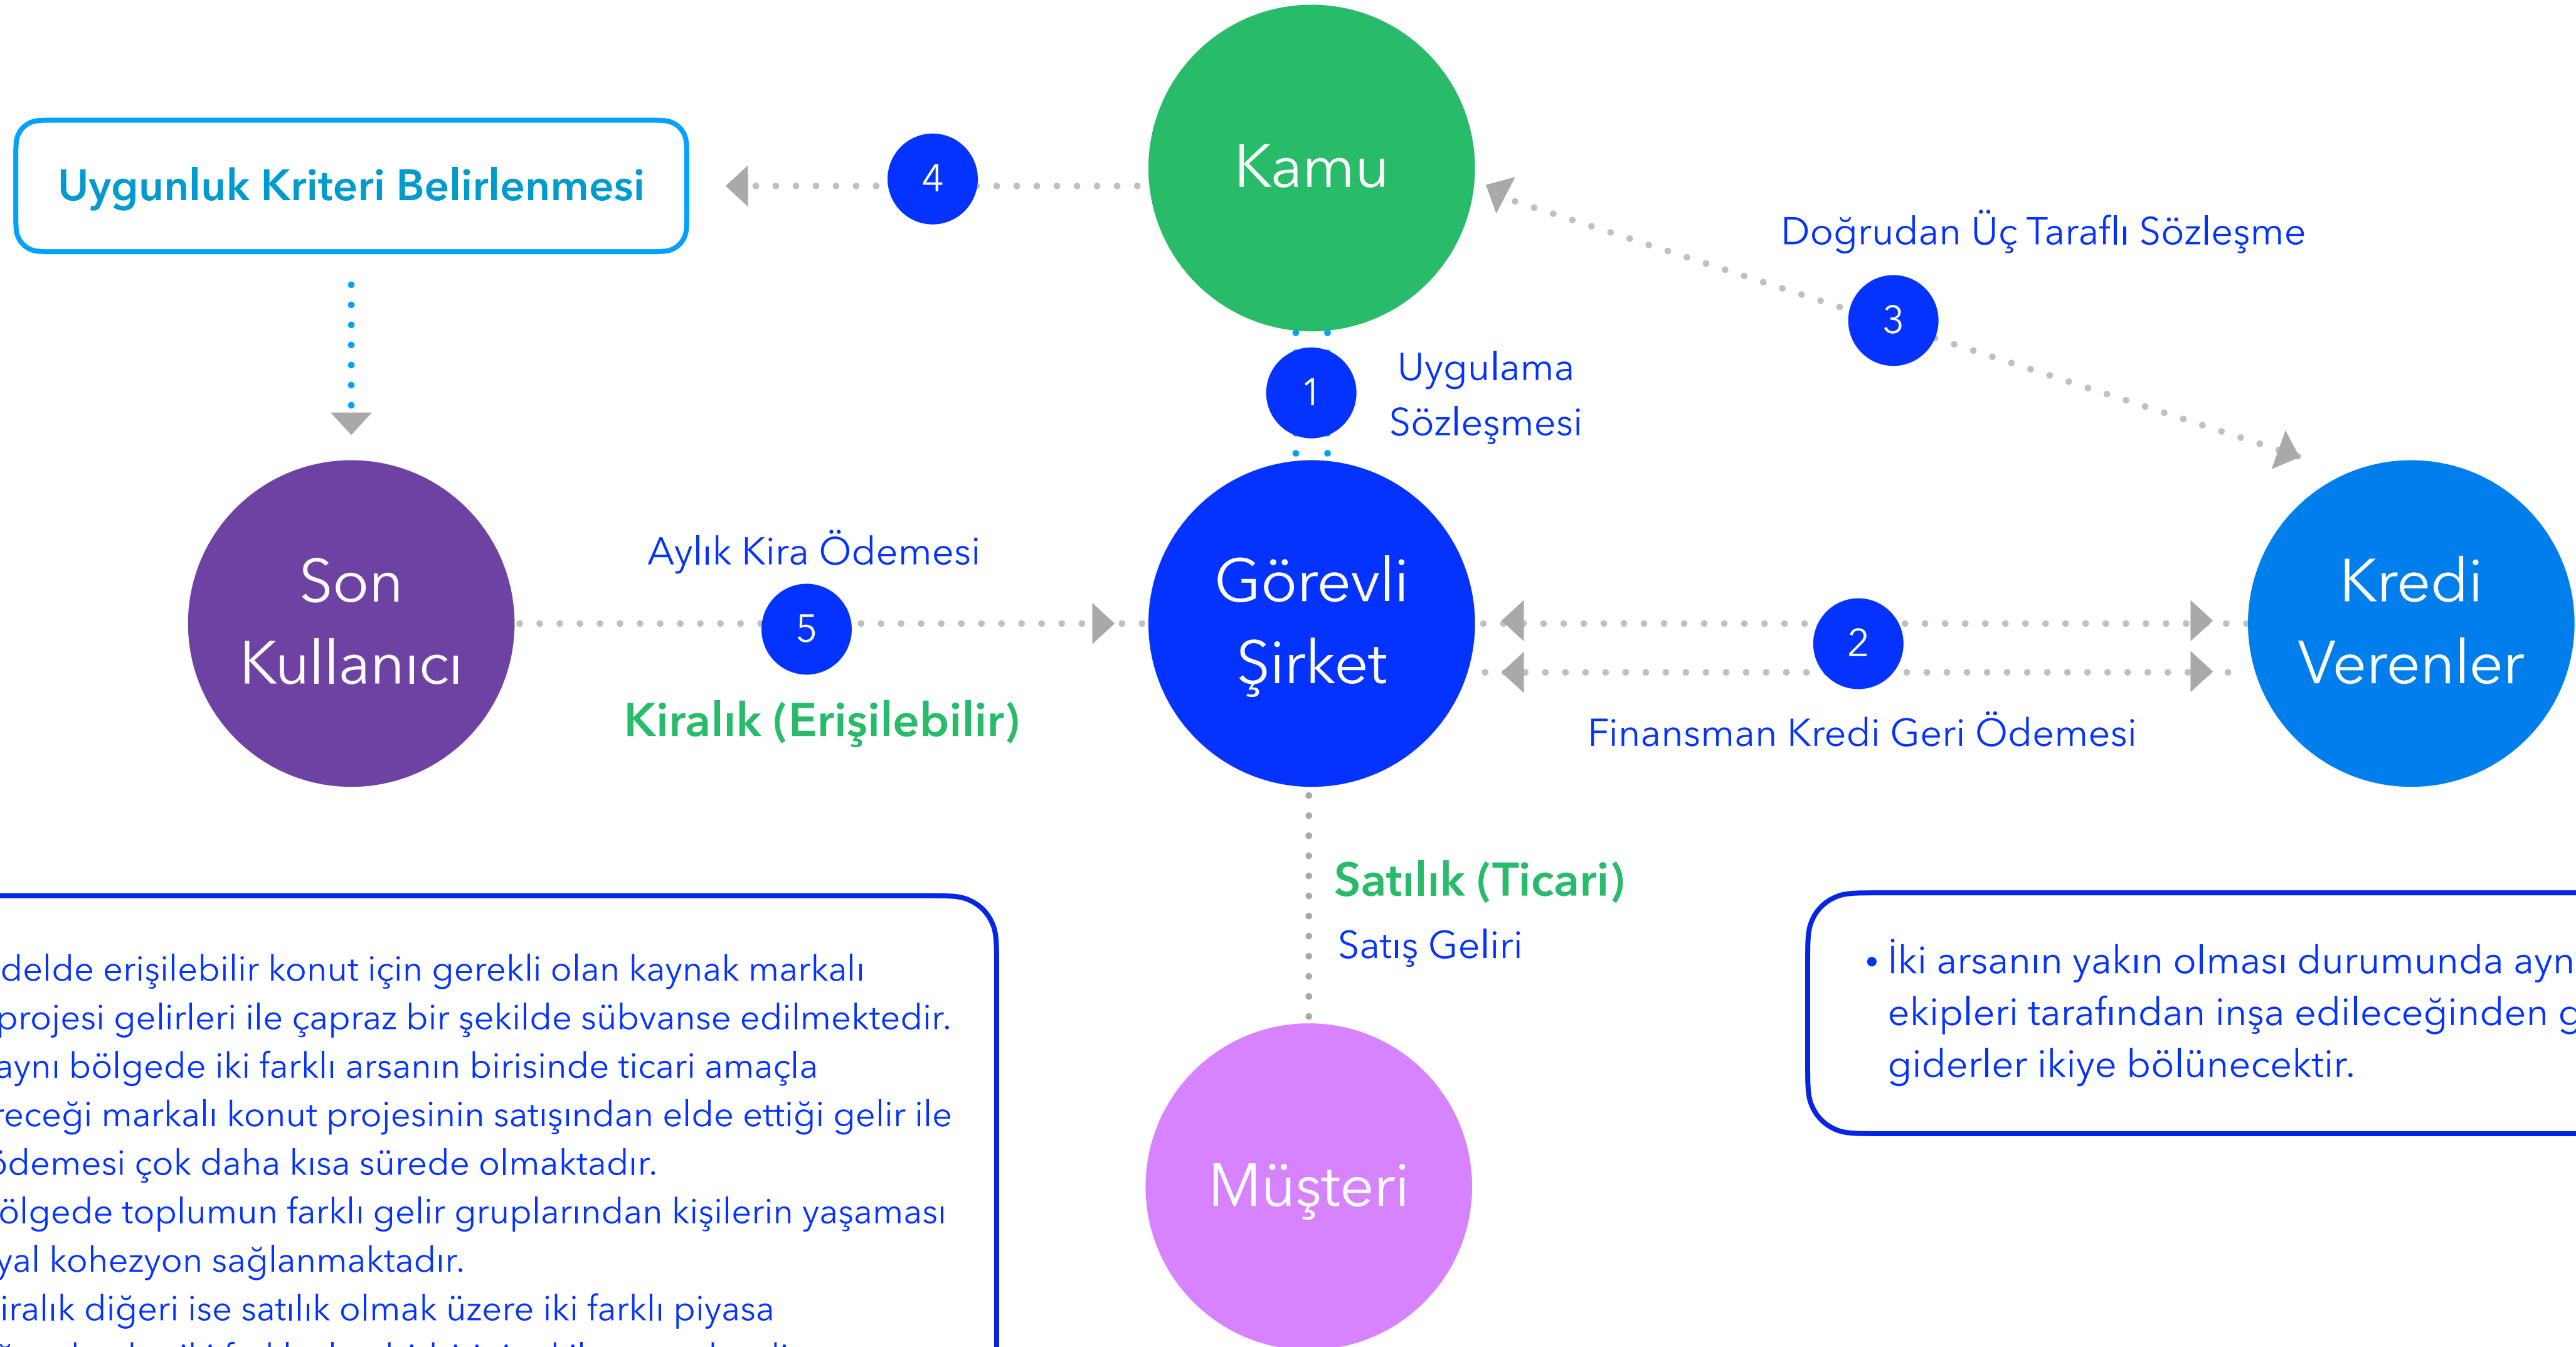 Kamu
Uygunluk Kriteri Belirlenmesi
4
Doğrudan Üç Taraflı Sözleşme
3
1
Uygulama
Sözleşmesi
Son
Kullanıcı
Aylık Kira Ödemesi
5
Kiralık (Erişilebilir)
Görevli
Şirket
2
Finansman Kredi Geri Ödemesi
Kredi
Verenler
Satılık (Ticari)
Satış Geliri
Müşteri
delde erişilebilir konut için gerekli olan kaynak markalı
projesi gelirleri ile çapraz bir şekilde sübvanse edilmektedir.
aynı bölgede iki farklı arsanın birisinde ticari amaçla
receği markalı konut projesinin satışından elde ettiği gelir ile
ödemesi çok daha kısa sürede olmaktadır.
ölgede toplumun farklı gelir gruplarından kişilerin yaşaması
yal kohezyon sağlanmaktadır.
iralık diğeri ise satılık olmak üzere iki farklı piyasa
• İki arsanın yakın olması durumunda ayn
ekipleri tarafından inşa edileceğinden g
giderler ikiye bölünecektir.